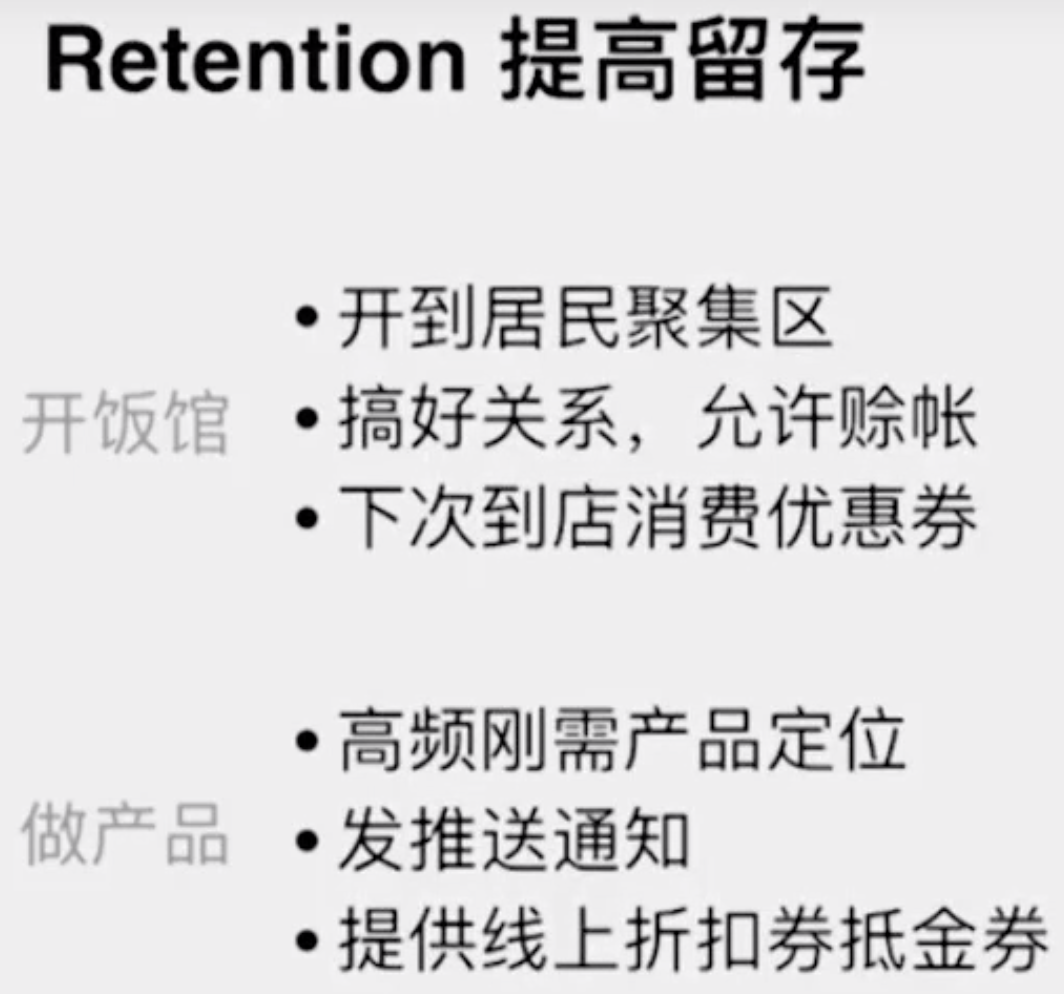 Retention 提高留存
开饭馆
• 开到居民聚集区
• 搞好关系，允许赊帐
• 下次到店消费优惠券
做产品
• 高频刚需产品定位
• 发推送通知
• 提供线上折扣券抵金券